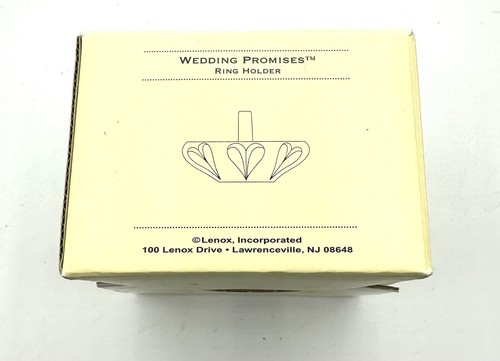 WEDDING PROMISES™
RING HOLDER
©Lenox, Incorporated
100 Lenox Drive • Lawrenceville, NJ 08648